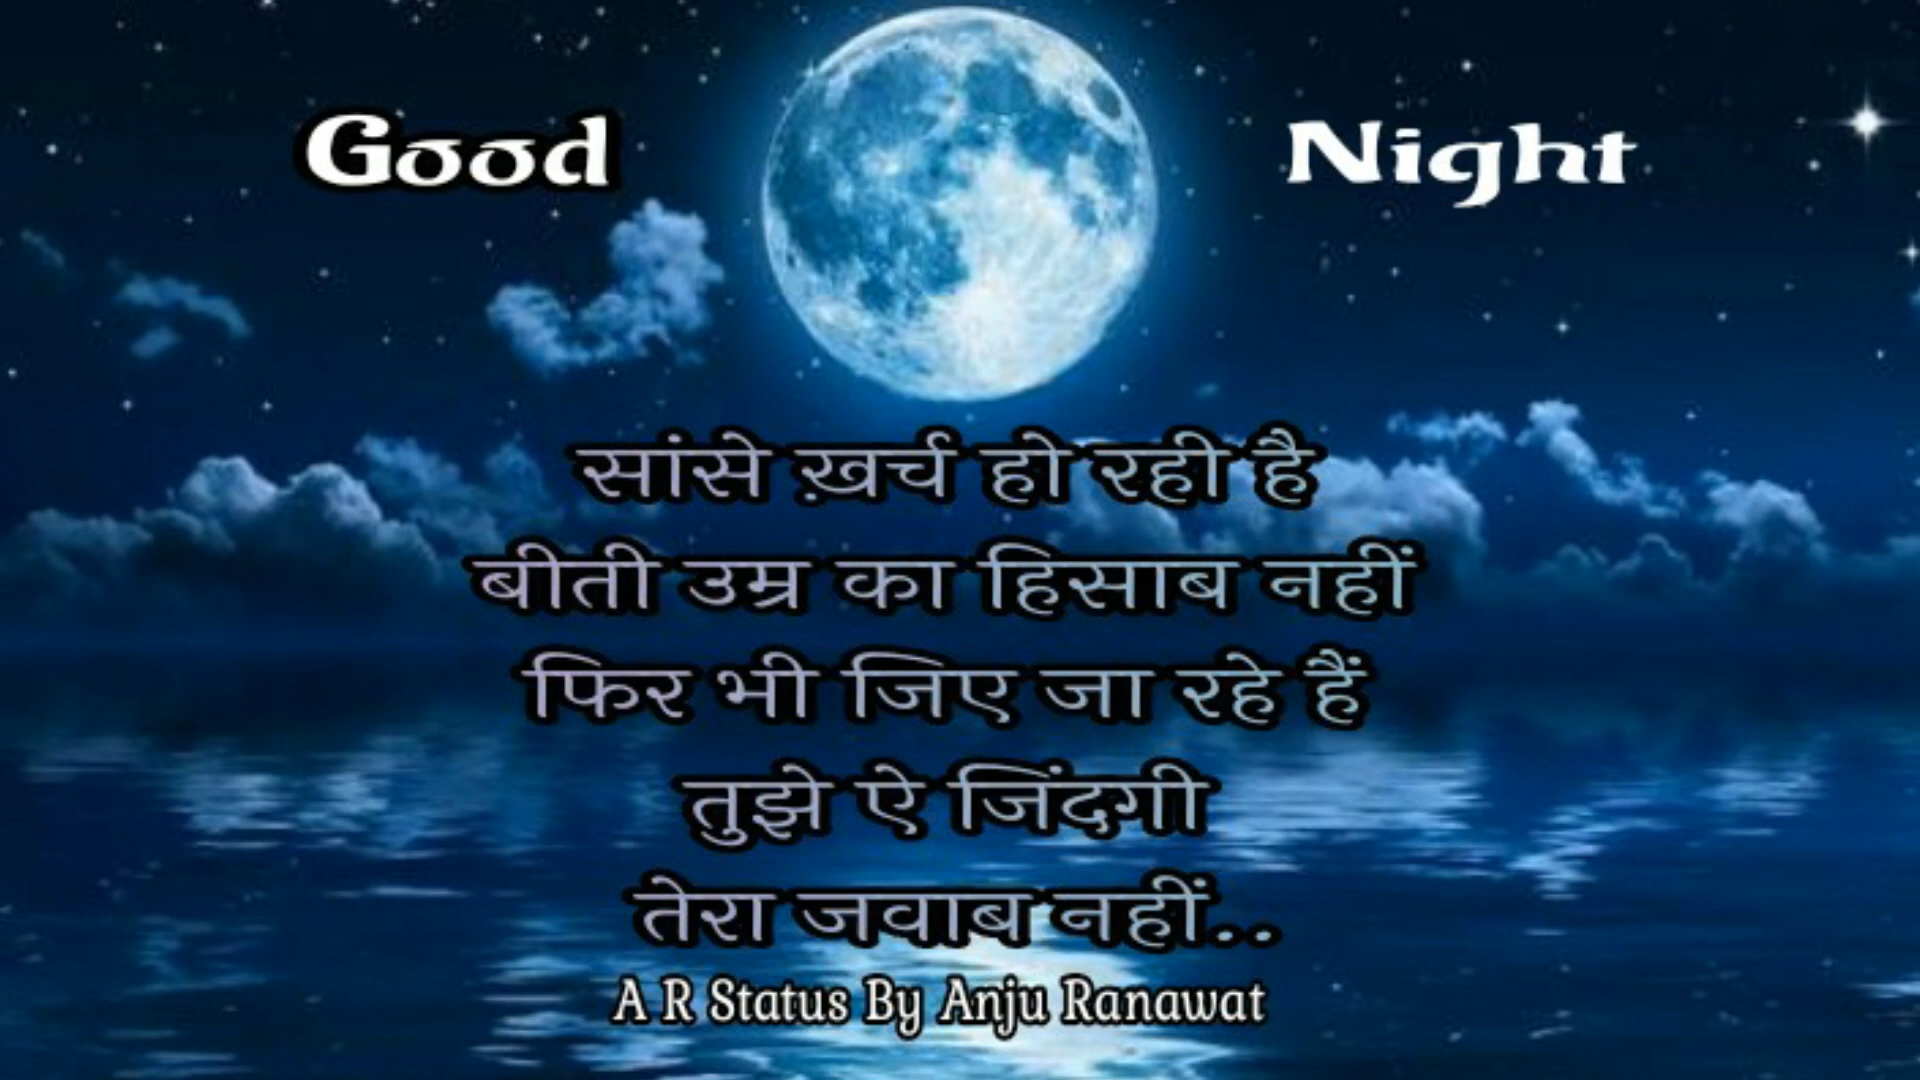 Good Night
सांसे ख़र्च हो रही है
बीती उम्र का हिसाब नहीं
फिर भी जिए जा रहे हैं
तुझे ऐ जिंदगी
तेरा जवाब नहीं..
A R Status By Anju Ranawat